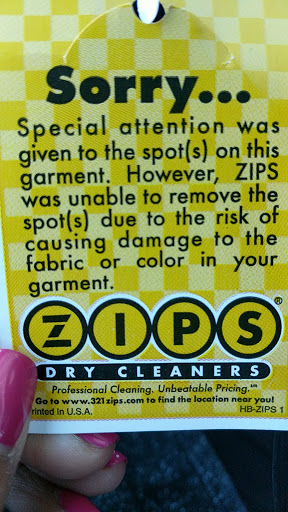 Sorry...
Special attention was
given to the spot(s) on this
garment. However, ZIPS
was unable to remove the
spot(s) due to the risk of
causing damage to the
fabric or color in your
garment.
ZIPS®
DRY CLEANERS
Professional Cleaning. Unbeatable Pricing.℠
Go to www.321zips.com to find the location near you!
Printed in U.S.A. HB-ZIPS 1